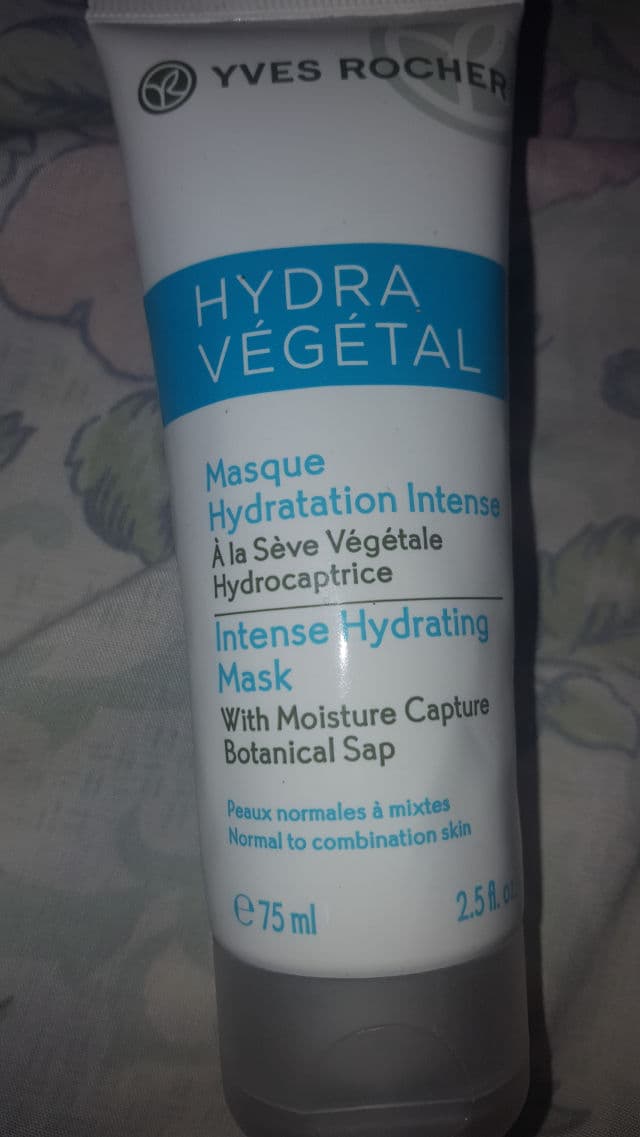 YVES ROCHER
HYDRA
VÉGÉTAL
Masque
Hydratation Intense
À la Sève Végétale
Hydrocaptrice
Intense Hydrating
Mask
With Moisture Capture
Botanical Sap
Peaux normales à mixtes
Normal to combination skin
℮ 75 ml 2.5 fl. oz